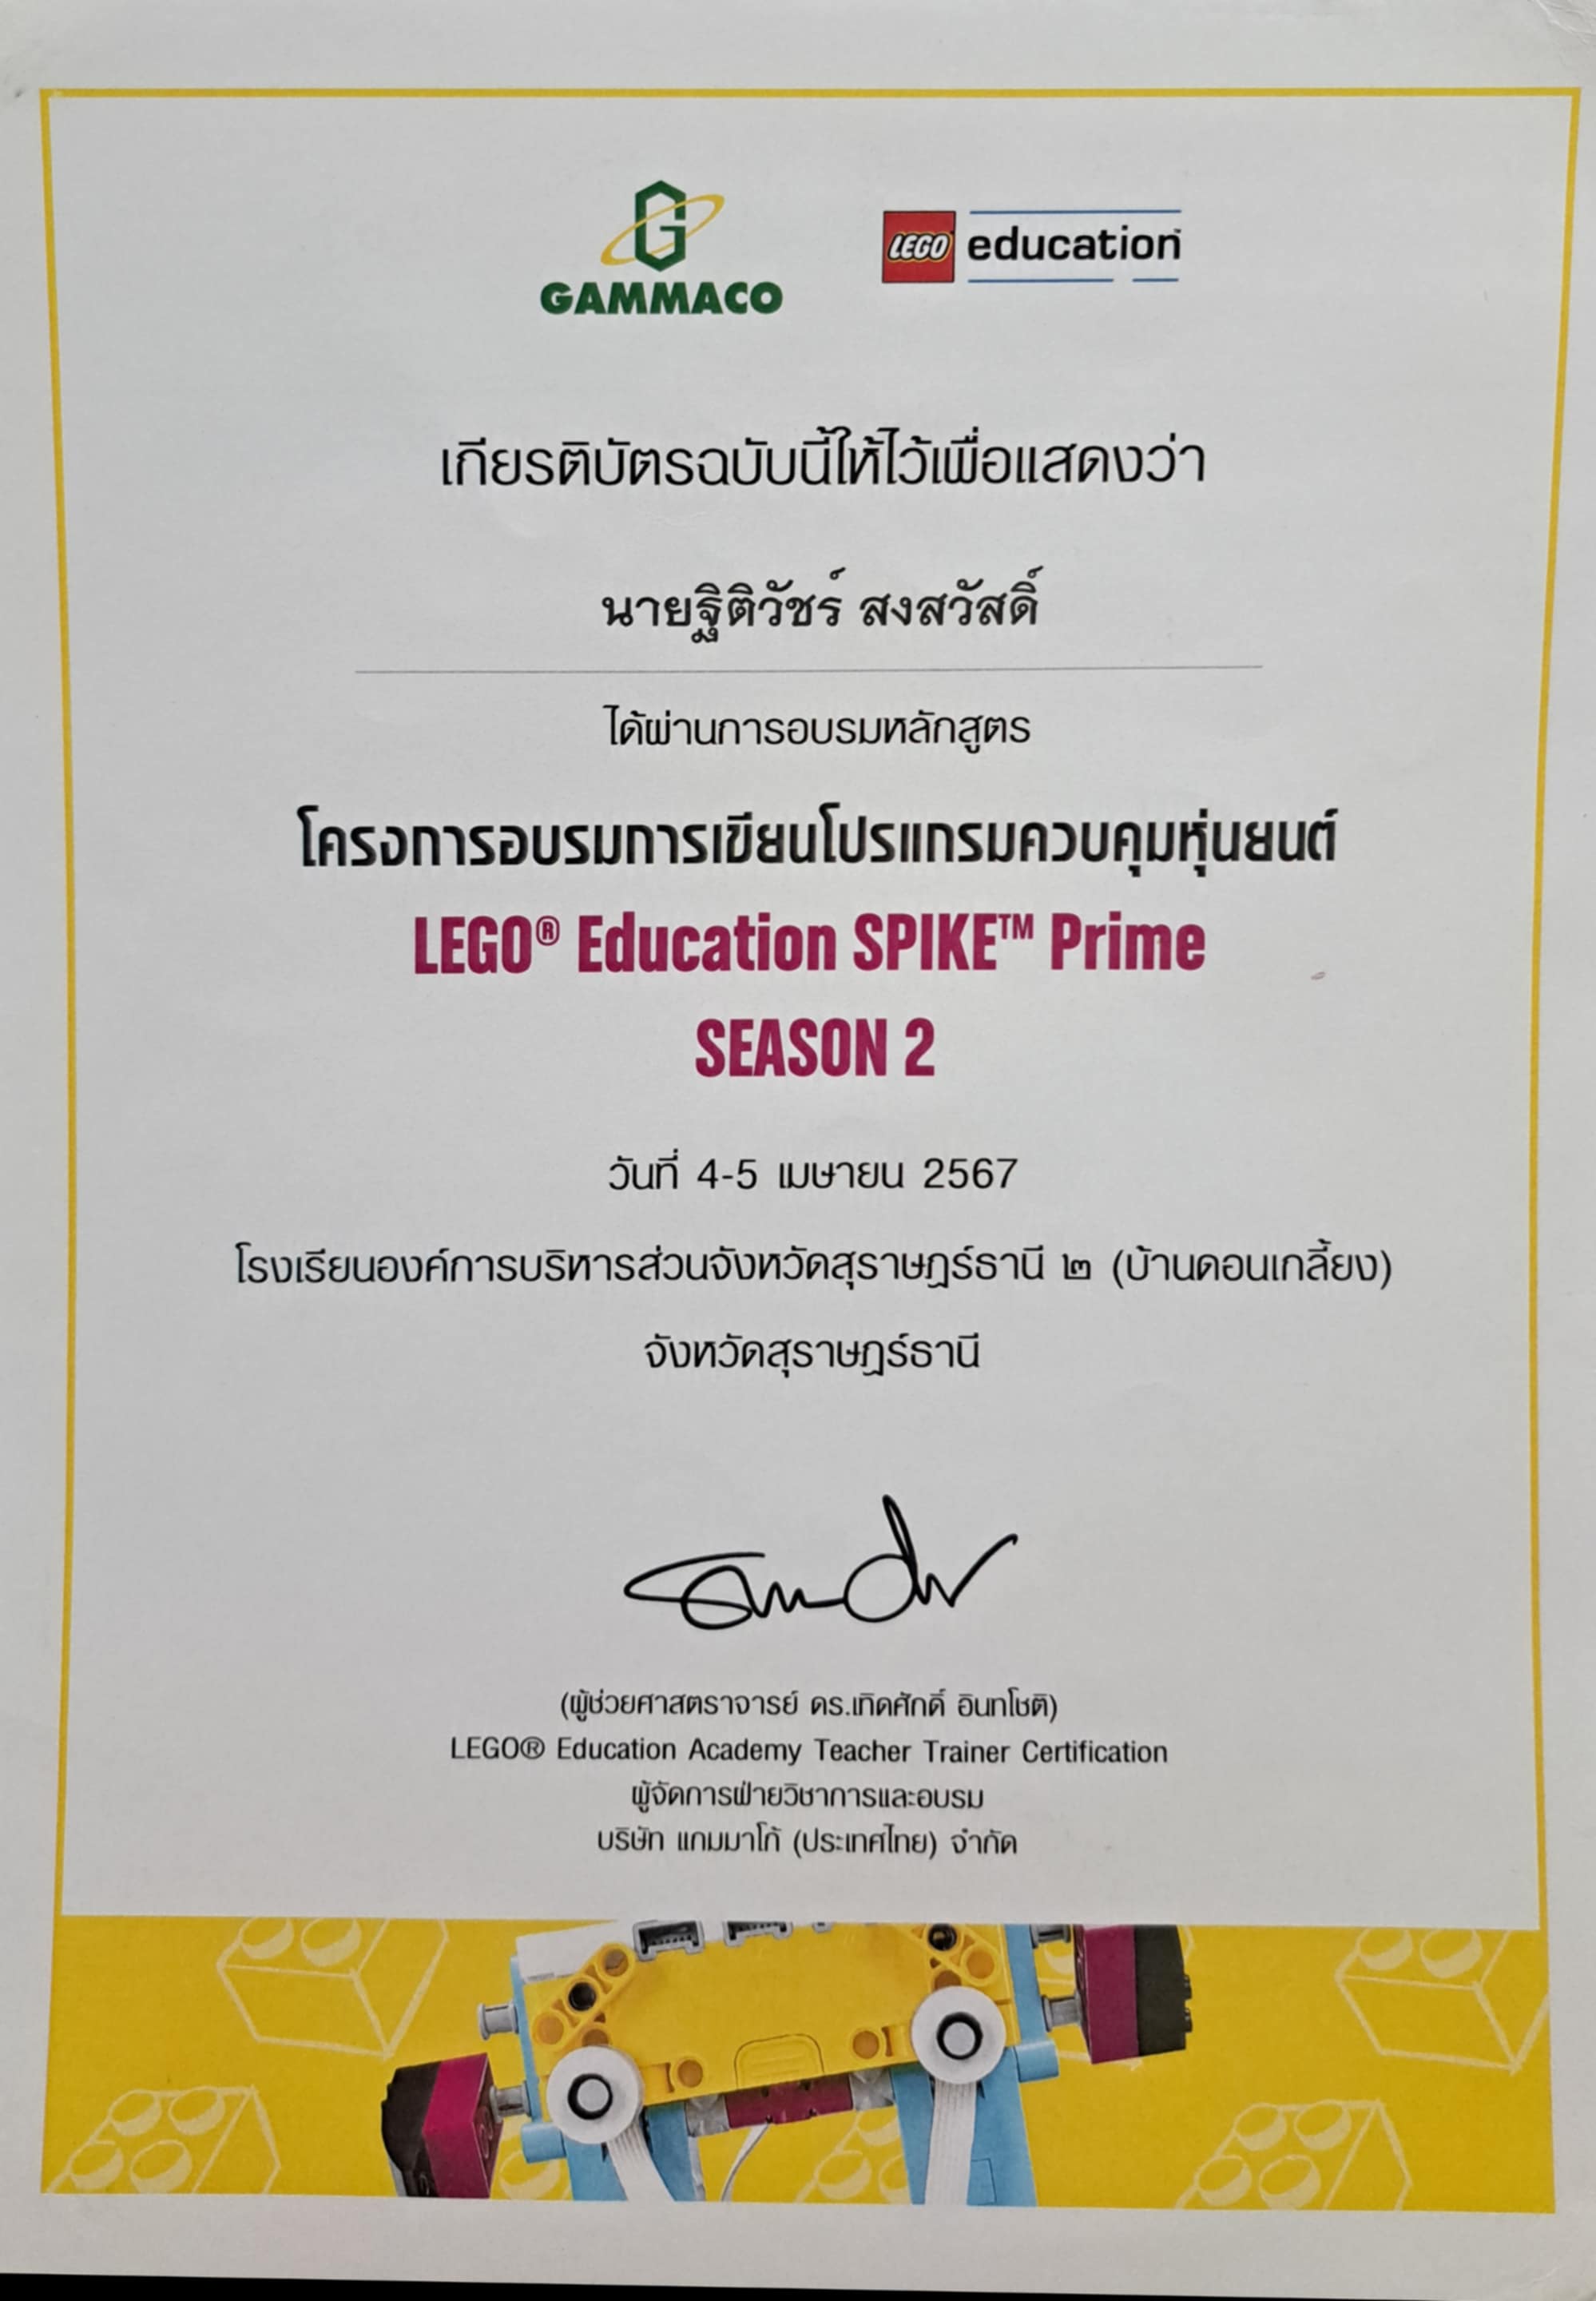 GAMMACO
LEGO education
เกียรติบัตรฉบับนี้ให้ไว้เพื่อแสดงว่า
นายฐิติวัชร์ สงสวัสดิ์
ได้ผ่านการอบรมหลักสูตร
โครงการอบรมการเขียนโปรแกรมควบคุมหุ่นยนต์
LEGO® Education SPIKE™ Prime
SEASON 2
วันที่ 4-5 เมษายน 2567
โรงเรียนองค์การบริหารส่วนจังหวัดสุราษฎร์ธานี ๒ (บ้านดอนเกลี้ยง)
จังหวัดสุราษฎร์ธานี
(ผู้ช่วยศาสตราจารย์ ดร.เทิดศักดิ์ อินทโชติ)
LEGO® Education Academy Teacher Trainer Certification
ผู้จัดการฝ่ายวิชาการและอบรม
บริษัท แกมมาโก้ (ประเทศไทย) จำกัด